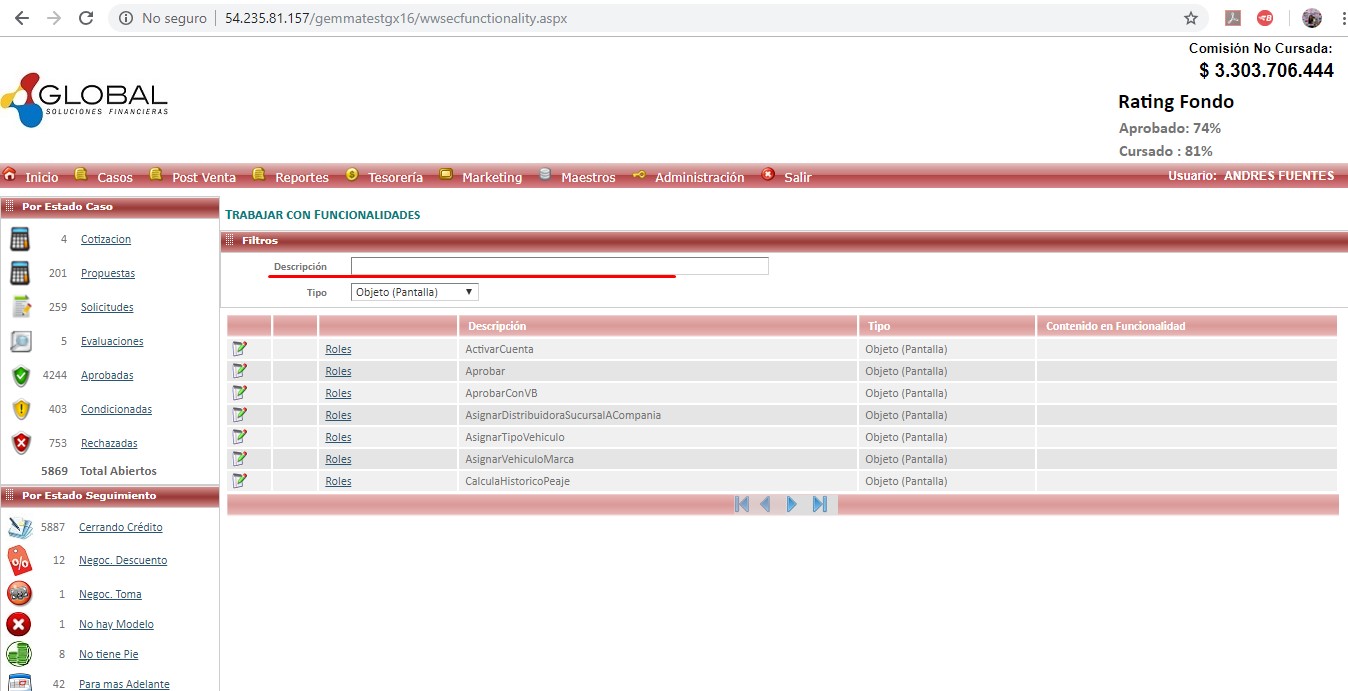 No seguro | 54.235.81.157/gemmatestgx16/wwsecfunctionality.aspx
Comisión No Cursada:
$ 3.303.706.444
GLOBAL
SOLUCIONES FINANCIERAS
Rating Fondo
Aprobado: 74%
Cursado : 81%
Inicio Casos Post Venta Reportes Tesorería Marketing Maestros Administración Salir Usuario: ANDRES FUENTES
Por Estado Caso
4 Cotizacion
201 Propuestas
259 Solicitudes
5 Evaluaciones
4244 Aprobadas
403 Condicionadas
753 Rechazadas
5869 Total Abiertos
Por Estado Seguimiento
5887 Cerrando Crédito
12 Negoc. Descuento
1 Negoc. Toma
1 No hay Modelo
8 No tiene Pie
42 Para mas Adelante
TRABAJAR CON FUNCIONALIDADES
Filtros
Descripción
Tipo Objeto (Pantalla)
Descripción Tipo Contenido en Funcionalidad
Roles ActivarCuenta Objeto (Pantalla)
Roles Aprobar Objeto (Pantalla)
Roles AprobarConVB Objeto (Pantalla)
Roles AsignarDistribuidoraSucursalACompania Objeto (Pantalla)
Roles AsignarTipoVehiculo Objeto (Pantalla)
Roles AsignarVehiculoMarca Objeto (Pantalla)
Roles CalculaHistoricoPeaje Objeto (Pantalla)